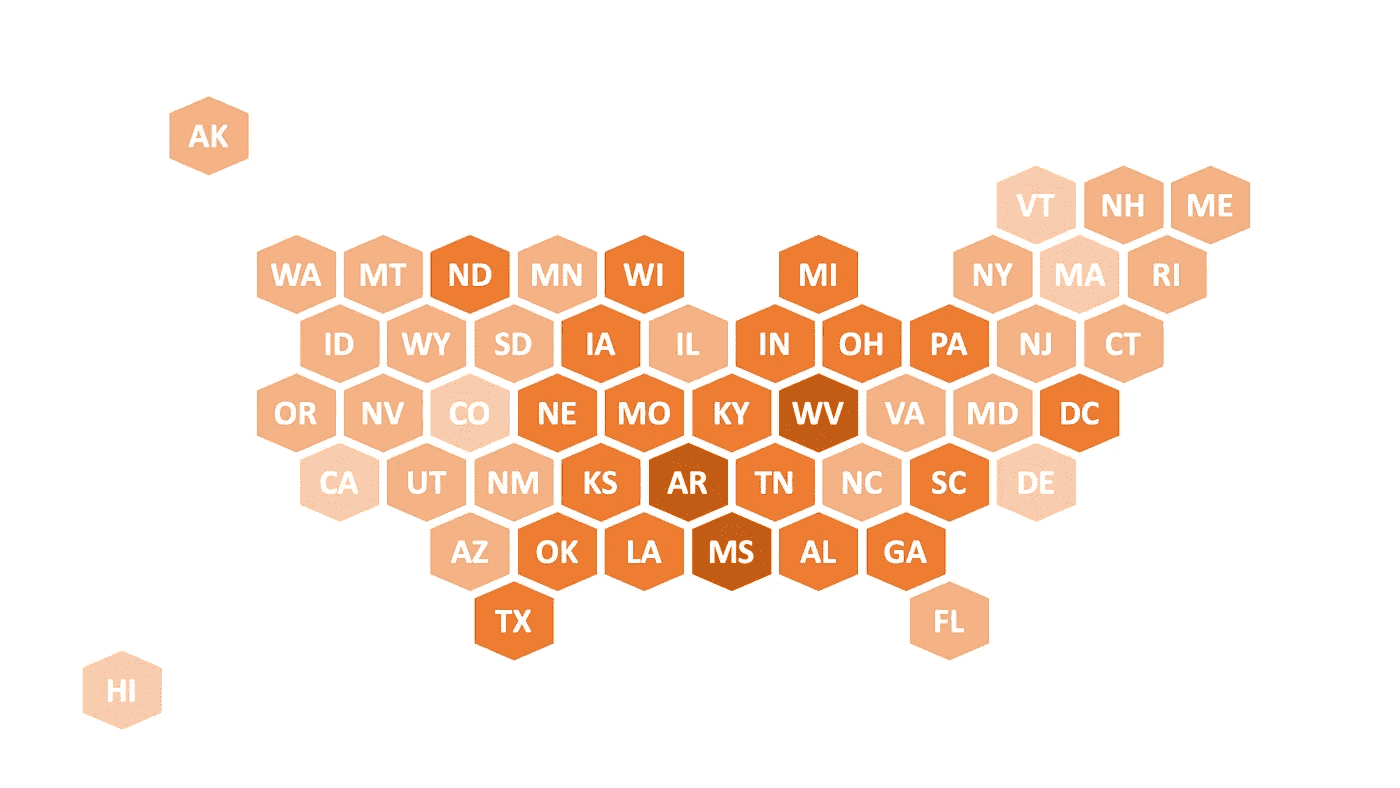 AK
VT NH ME
WA MT ND MN WI MI NY MA RI
ID WY SD IA IL IN OH PA NJ CT
OR NV CO NE MO KY WV VA MD DC
CA UT NM KS AR TN NC SC DE
AZ OK LA MS AL GA
TX FL
HI